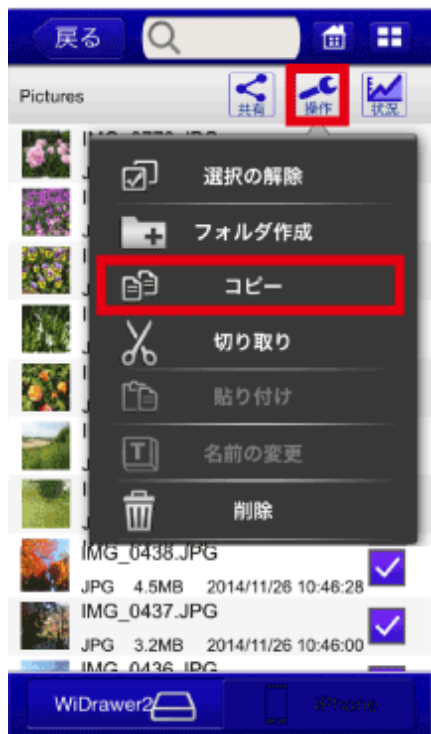 戻る
Pictures
共有
操作
状況
選択の解除
フォルダ作成
コピー
切り取り
貼り付け
名前の変更
削除
IMG_0438.JPG
JPG 4.5MB 2014/11/26 10:46:28
IMG_0437.JPG
JPG 3.2MB 2014/11/26 10:46:00
IMG_0436.JPG
WiDrawer2
iPhone